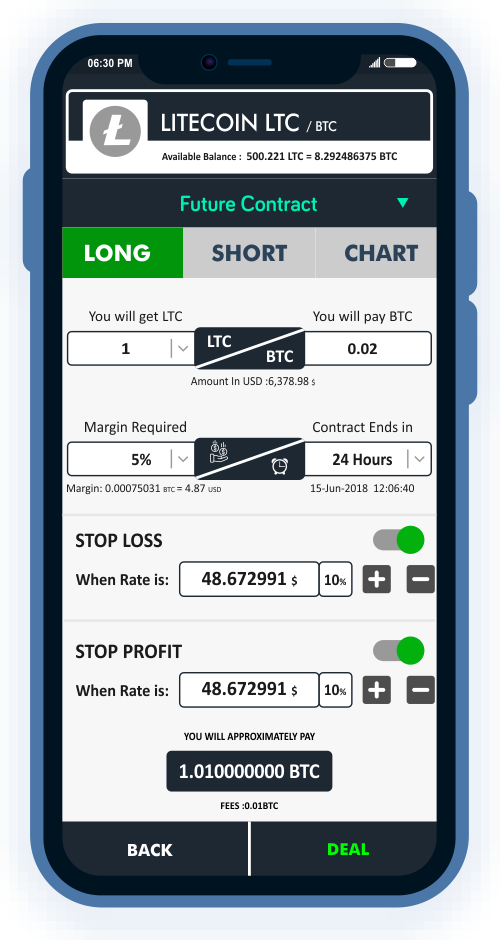 06:30 PM
LITECOIN LTC / BTC
Available Balance : 500.221 LTC = 8.292486375 BTC
Future Contract
LONG SHORT CHART
You will get LTC You will pay BTC
1 LTC BTC 0.02
Amount In USD :6,378.98 $
Margin Required Contract Ends in
5% 24 Hours
Margin: 0.00075031 BTC = 4.87 USD 15-Jun-2018 12:06:40
STOP LOSS
When Rate is: 48.672991 $ 10% + −
STOP PROFIT
When Rate is: 48.672991 $ 10% + −
YOU WILL APPROXIMATELY PAY
1.010000000 BTC
FEES :0.01BTC
BACK DEAL